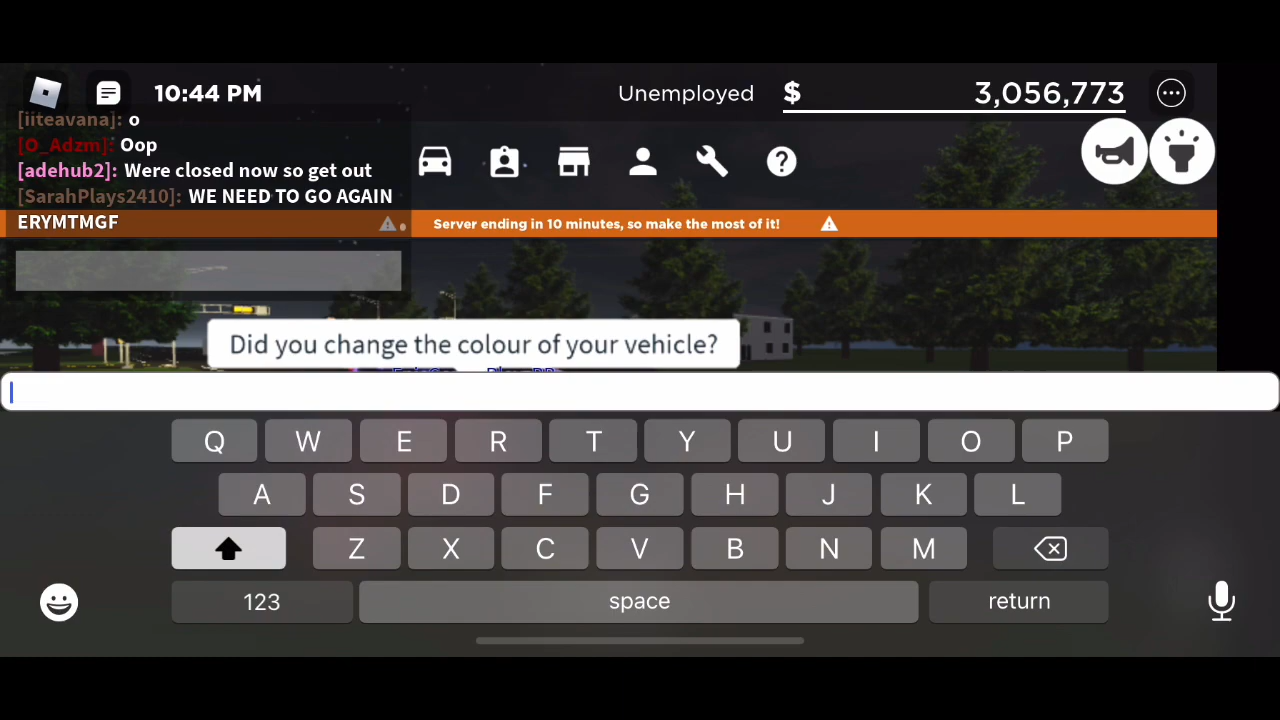 10:44 PM
Unemployed
$ 3,056,773
[iiteavana]: o
[O_Adzm]: Oop
[adehub2]: Were closed now so get out
[SarahPlays2410]: WE NEED TO GO AGAIN
ERYMTMGF
Server ending in 10 minutes, so make the most of it!
Did you change the colour of your vehicle?
Q W E R T Y U I O P
A S D F G H J K L
Z X C V B N M
123 space return